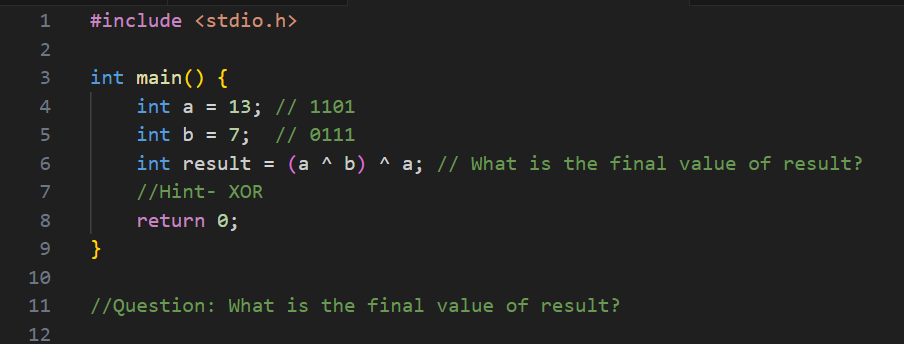 1 #include <stdio.h>
2
3 int main() {
4 int a = 13; // 1101
5 int b = 7; // 0111
6 int result = (a ^ b) ^ a; // What is the final value of result?
7 //Hint- XOR
8 return 0;
9 }
10
11 //Question: What is the final value of result?
12